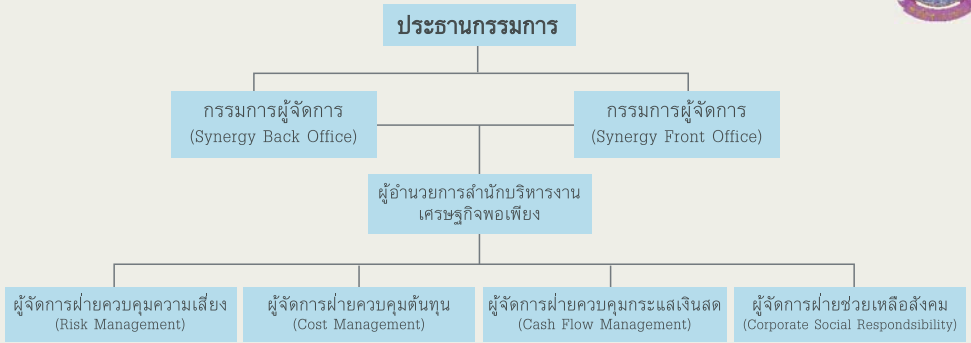 ประธานกรรมการ
กรรมการผู้จัดการ
(Synergy Back Office)
กรรมการผู้จัดการ
(Synergy Front Office)
ผู้อำนวยการสำนักบริหารงาน
เศรษฐกิจพอเพียง
ผู้จัดการฝ่ายควบคุมความเสี่ยง
(Risk Management)
ผู้จัดการฝ่ายควบคุมต้นทุน
(Cost Management)
ผู้จัดการฝ่ายควบคุมกระแสเงินสด
(Cash Flow Management)
ผู้จัดการฝ่ายช่วยเหลือสังคม
(Corporate Social Respondsibility)